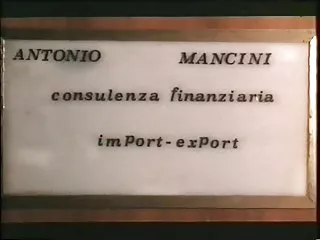 ANTONIO MANCINI
consulenza finanziaria
imPort-exPort